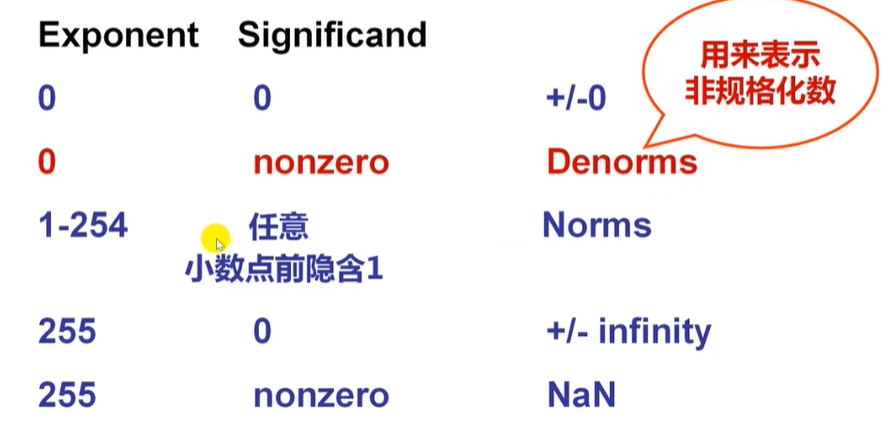 Exponent Significand
用来表示
非规格化数
0 0 +/-0
0 nonzero Denorms
1-254 任意 Norms
小数点前隐含1
255 0 +/- infinity
255 nonzero NaN